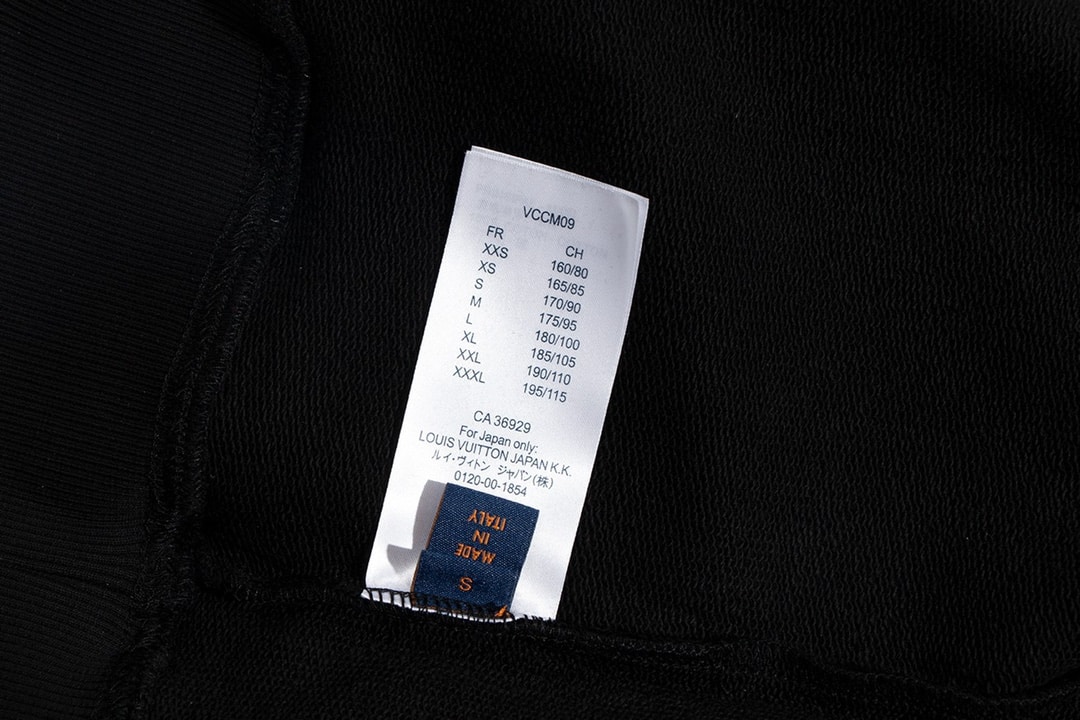 VCCM09
FR CH
XXS 160/80
XS 165/85
S 170/90
M 175/95
L 180/100
XL 185/105
XXL 190/110
XXXL 195/115
CA 36929
For Japan only:
LOUIS VUITTON JAPAN K.K.
ルイ・ヴィトン ジャパン(株)
0120-00-1854
MADE
IN
ITALY
S